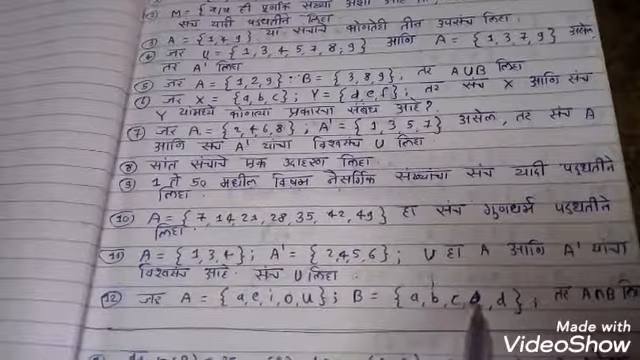 M = { x/x ही पूर्णांक संख्या
संच यादी पद्धतीने लिहा
③ A = {1,7,9} या संचाचे कोणतेही तीन उपसंच लिहा.
④ जर U = {1,3,4,5,7,8,9} आणि A = {1,3,7,9} असेल,
तर A' लिहा
⑤ जर A = {1,2,9} B = {3,8,9}, तर A∪B लिहा
⑥ जर X = {a,b,c}; Y = {d,e,f}, तर संच X आणि संच
Y यांमध्ये कोणत्या प्रकारचा संबंध आहे?
⑦ जर A = {2,4,6,8}; A' = {1,3,5,7} असेल, तर संच A
आणि संच A' यांचा विश्वसंच U लिहा
⑧ सांत संचाचे एक उदाहरण लिहा
⑨ 1 ते 50 मधील विषम नैसर्गिक संख्यांचा संच यादी पद्धतीने
लिहा.
⑩ A = {7,14,21,28,35,42,49} हा संच गुणधर्म पद्धतीने
लिहा.
⑪ A = {1,3,4}; A' = {2,4,5,6}; U हा A आणि A' यांचा
विश्वसंच आहे. संच U लिहा.
⑫ जर A = {a,e,i,o,u}; B = {a,b,c, d}, तर A∩B
Made with
VideoShow